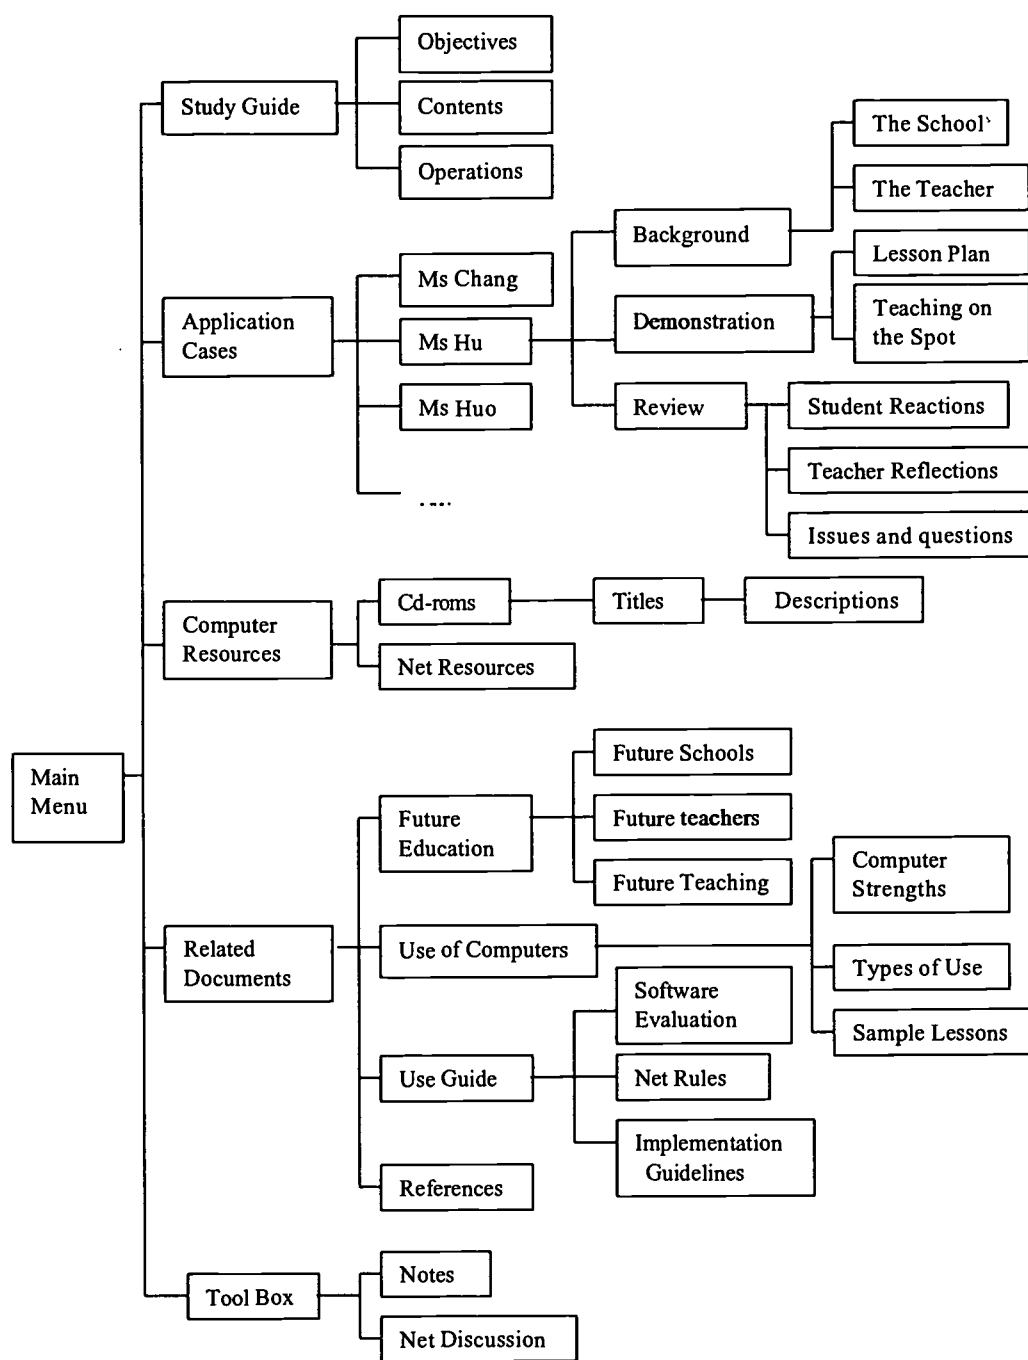 Objectives
Study Guide
Contents
Operations
The School
The Teacher
Background
Lesson Plan
Ms Chang
Application
Cases
Ms Hu
Demonstration
Teaching on
the Spot
Ms Huo
Review
Student Reactions
Teacher Reflections
....
Issues and questions
Cd-roms
Titles
Descriptions
Computer
Resources
Net Resources
Main
Menu
Future Schools
Future
Education
Future teachers
Future Teaching
Computer
Strengths
Related
Documents
Use of Computers
Types of Use
Software
Evaluation
Sample Lessons
Use Guide
Net Rules
Implementation
Guidelines
References
Notes
Tool Box
Net Discussion